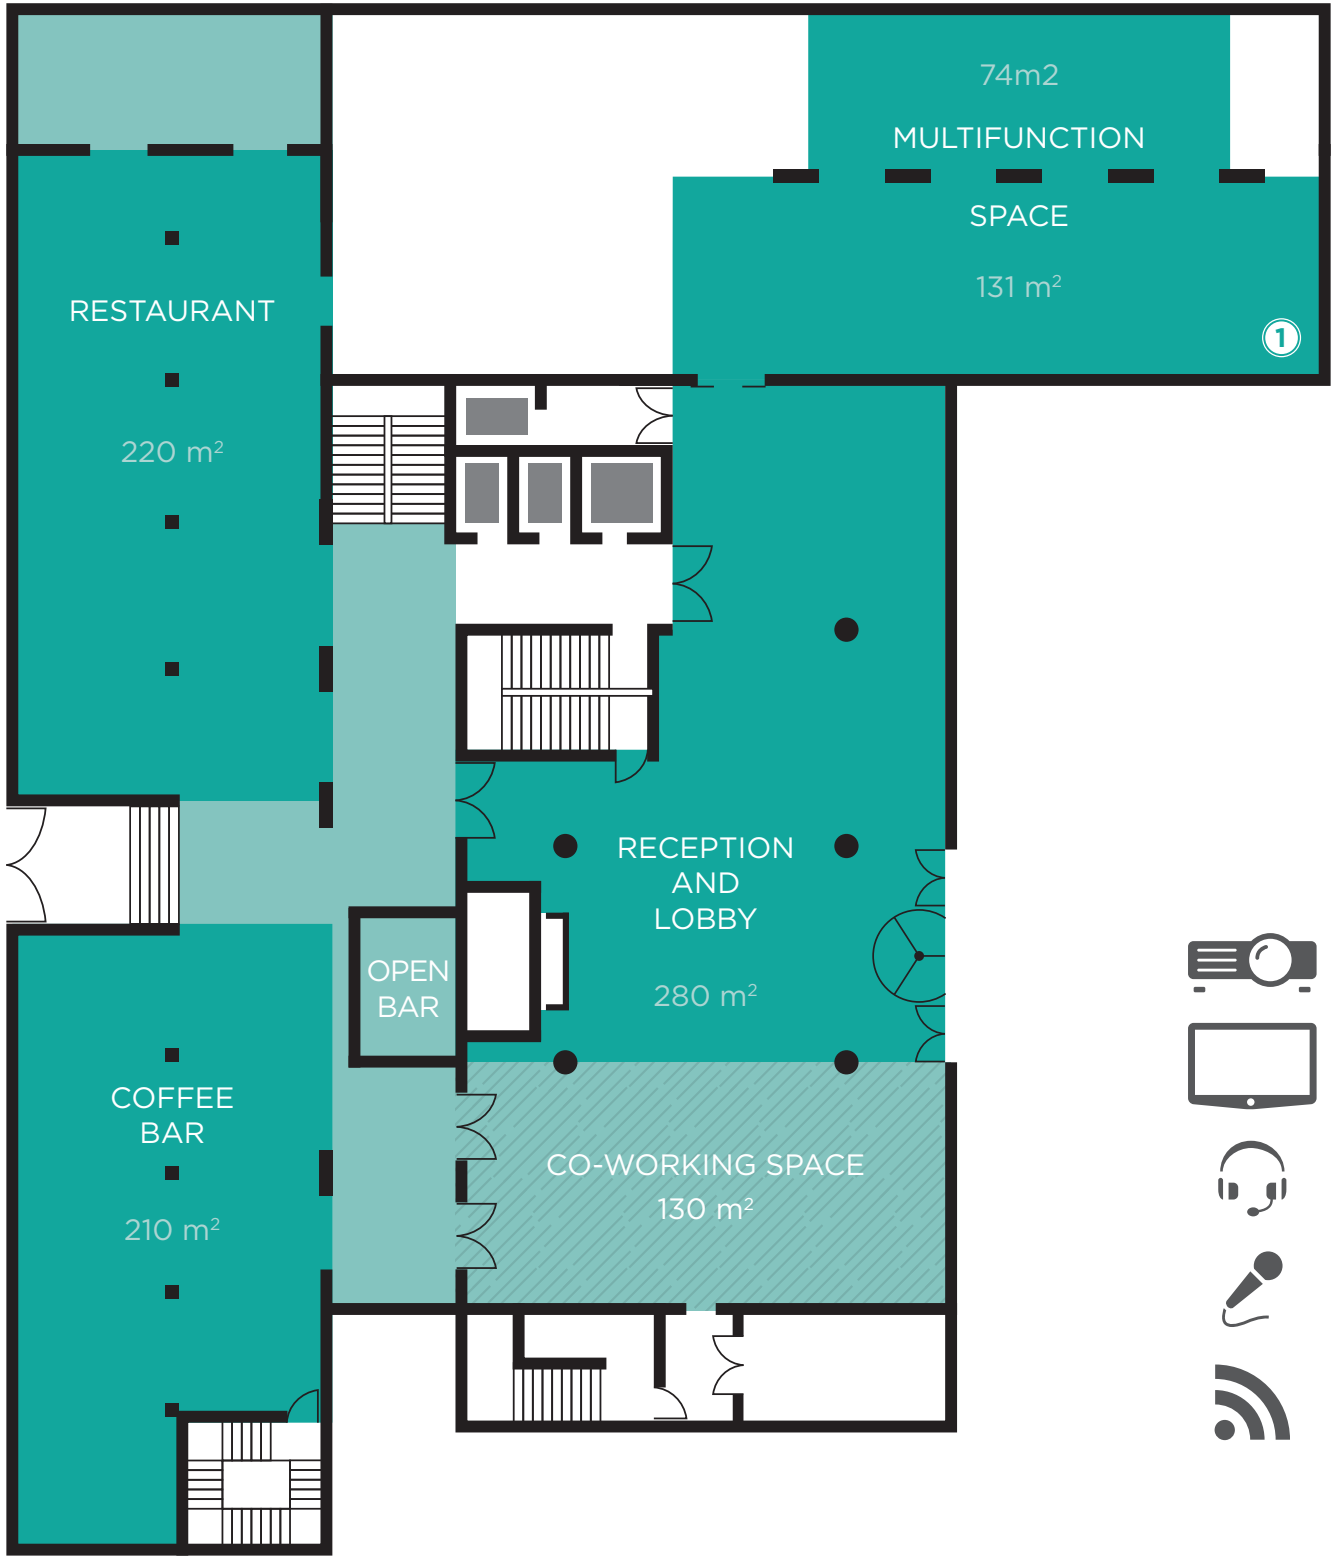 74m2
MULTIFUNCTION
SPACE
131 m²
1
RESTAURANT
220 m²
RECEPTION
AND
LOBBY
280 m²
OPEN
BAR
COFFEE
BAR
210 m²
CO-WORKING SPACE
130 m²